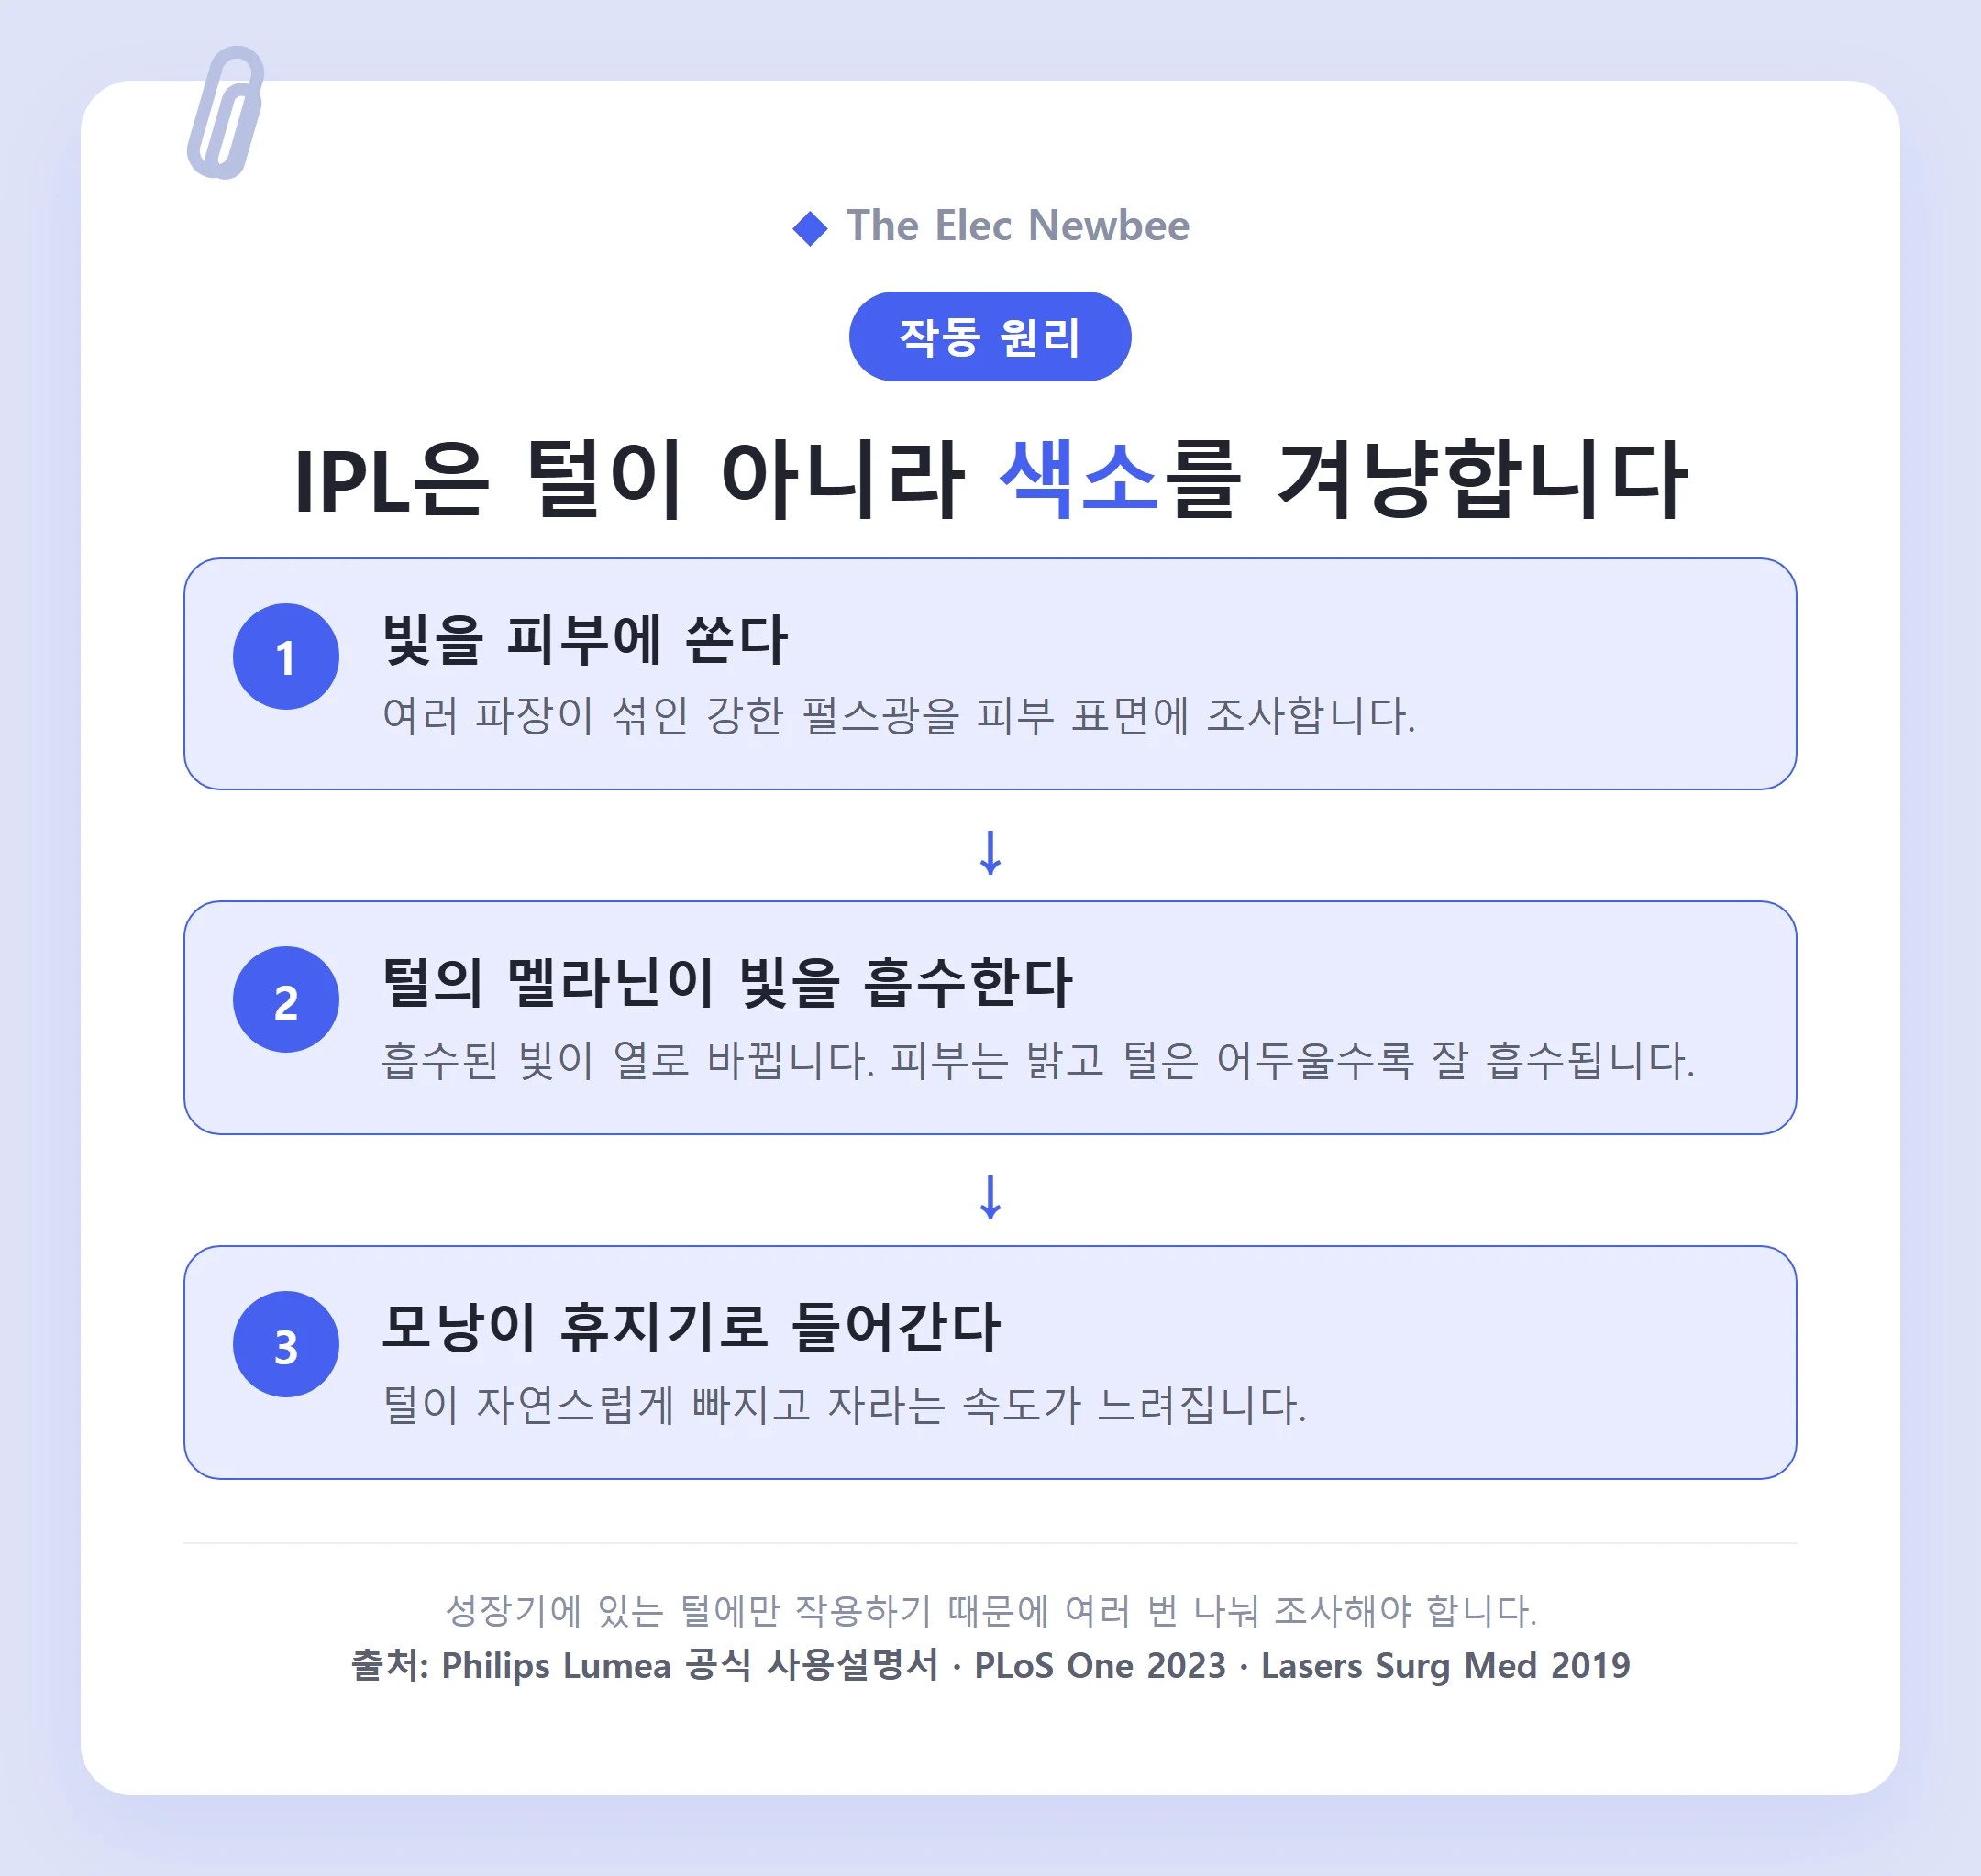 ◆ The Elec Newbee
작동 원리
IPL은 털이 아니라 색소를 겨냥합니다
1
빛을 피부에 쏜다
여러 파장이 섞인 강한 펄스광을 피부 표면에 조사합니다.
↓
2
털의 멜라닌이 빛을 흡수한다
흡수된 빛이 열로 바뀝니다. 피부는 밝고 털은 어두울수록 잘 흡수됩니다.
↓
3
모낭이 휴지기로 들어간다
털이 자연스럽게 빠지고 자라는 속도가 느려집니다.
성장기에 있는 털에만 작용하기 때문에 여러 번 나눠 조사해야 합니다.
출처: Philips Lumea 공식 사용설명서 · PLoS One 2023 · Lasers Surg Med 2019